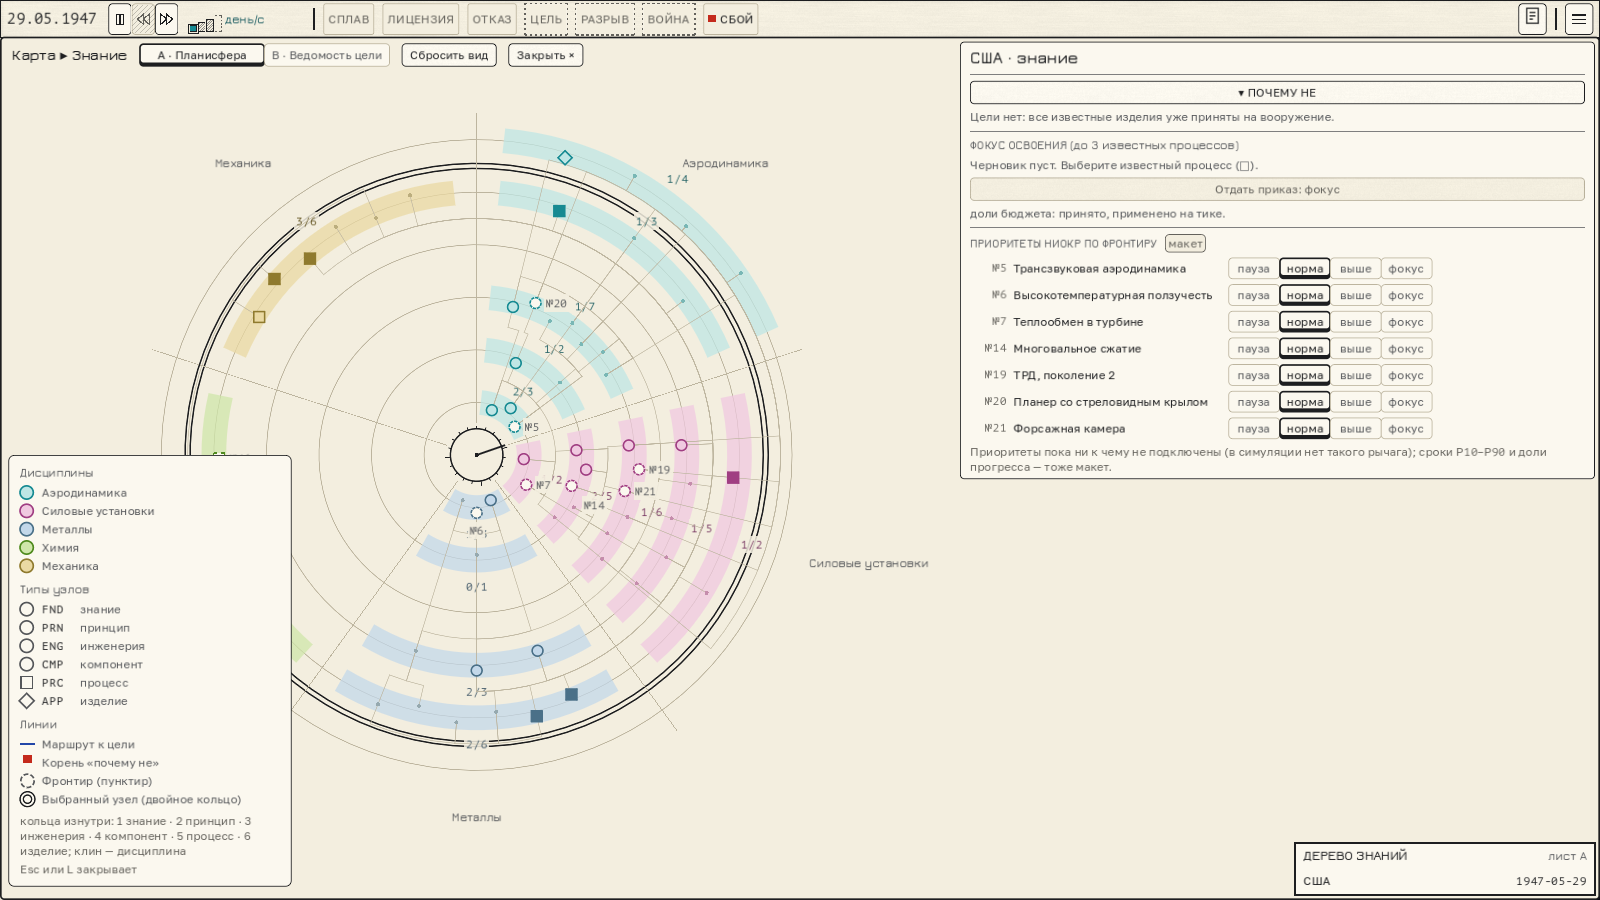 29.05.1947
день/с
СПЛАВ
ЛИЦЕНЗИЯ
ОТКАЗ
ЦЕЛЬ
РАЗРЫВ
ВОЙНА
СБОЙ
Карта ▸ Знание
А · Планисфера
В · Ведомость цели
Сбросить вид
Закрыть ×
Механика
Аэродинамика
1/4
3/6
1/3
№20
1/7
1/2
2/3
№5
№19
№7
№21
№14
1/6
1/5
1/2
№6
0/1
2/3
2/6
Силовые установки
Металлы
Дисциплины
Аэродинамика
Силовые установки
Металлы
Химия
Механика
Типы узлов
FND знание
PRN принцип
ENG инженерия
CMP компонент
PRC процесс
APP изделие
Линии
Маршрут к цели
Корень «почему не»
Фронтир (пунктир)
Выбранный узел (двойное кольцо)
кольца изнутри: 1 знание · 2 принцип · 3
инженерия · 4 компонент · 5 процесс · 6
изделие; клин — дисциплина
Esc или L закрывает
США · знание
▾ ПОЧЕМУ НЕ
Цели нет: все известные изделия уже приняты на вооружение.
ФОКУС ОСВОЕНИЯ (до 3 известных процессов)
Черновик пуст. Выберите известный процесс (□).
Отдать приказ: фокус
доли бюджета: принято, применено на тике.
ПРИОРИТЕТЫ НИОКР ПО ФРОНТИРУ макет
№5 Трансзвуковая аэродинамика пауза норма выше фокус
№6 Высокотемпературная ползучесть пауза норма выше фокус
№7 Теплообмен в турбине пауза норма выше фокус
№14 Многовальное сжатие пауза норма выше фокус
№19 ТРД, поколение 2 пауза норма выше фокус
№20 Планер со стреловидным крылом пауза норма выше фокус
№21 Форсажная камера пауза норма выше фокус
Приоритеты пока ни к чему не подключены (в симуляции нет такого рычага); сроки P10–P90 и доли
прогресса — тоже макет.
ДЕРЕВО ЗНАНИЙ
лист А
США
1947-05-29